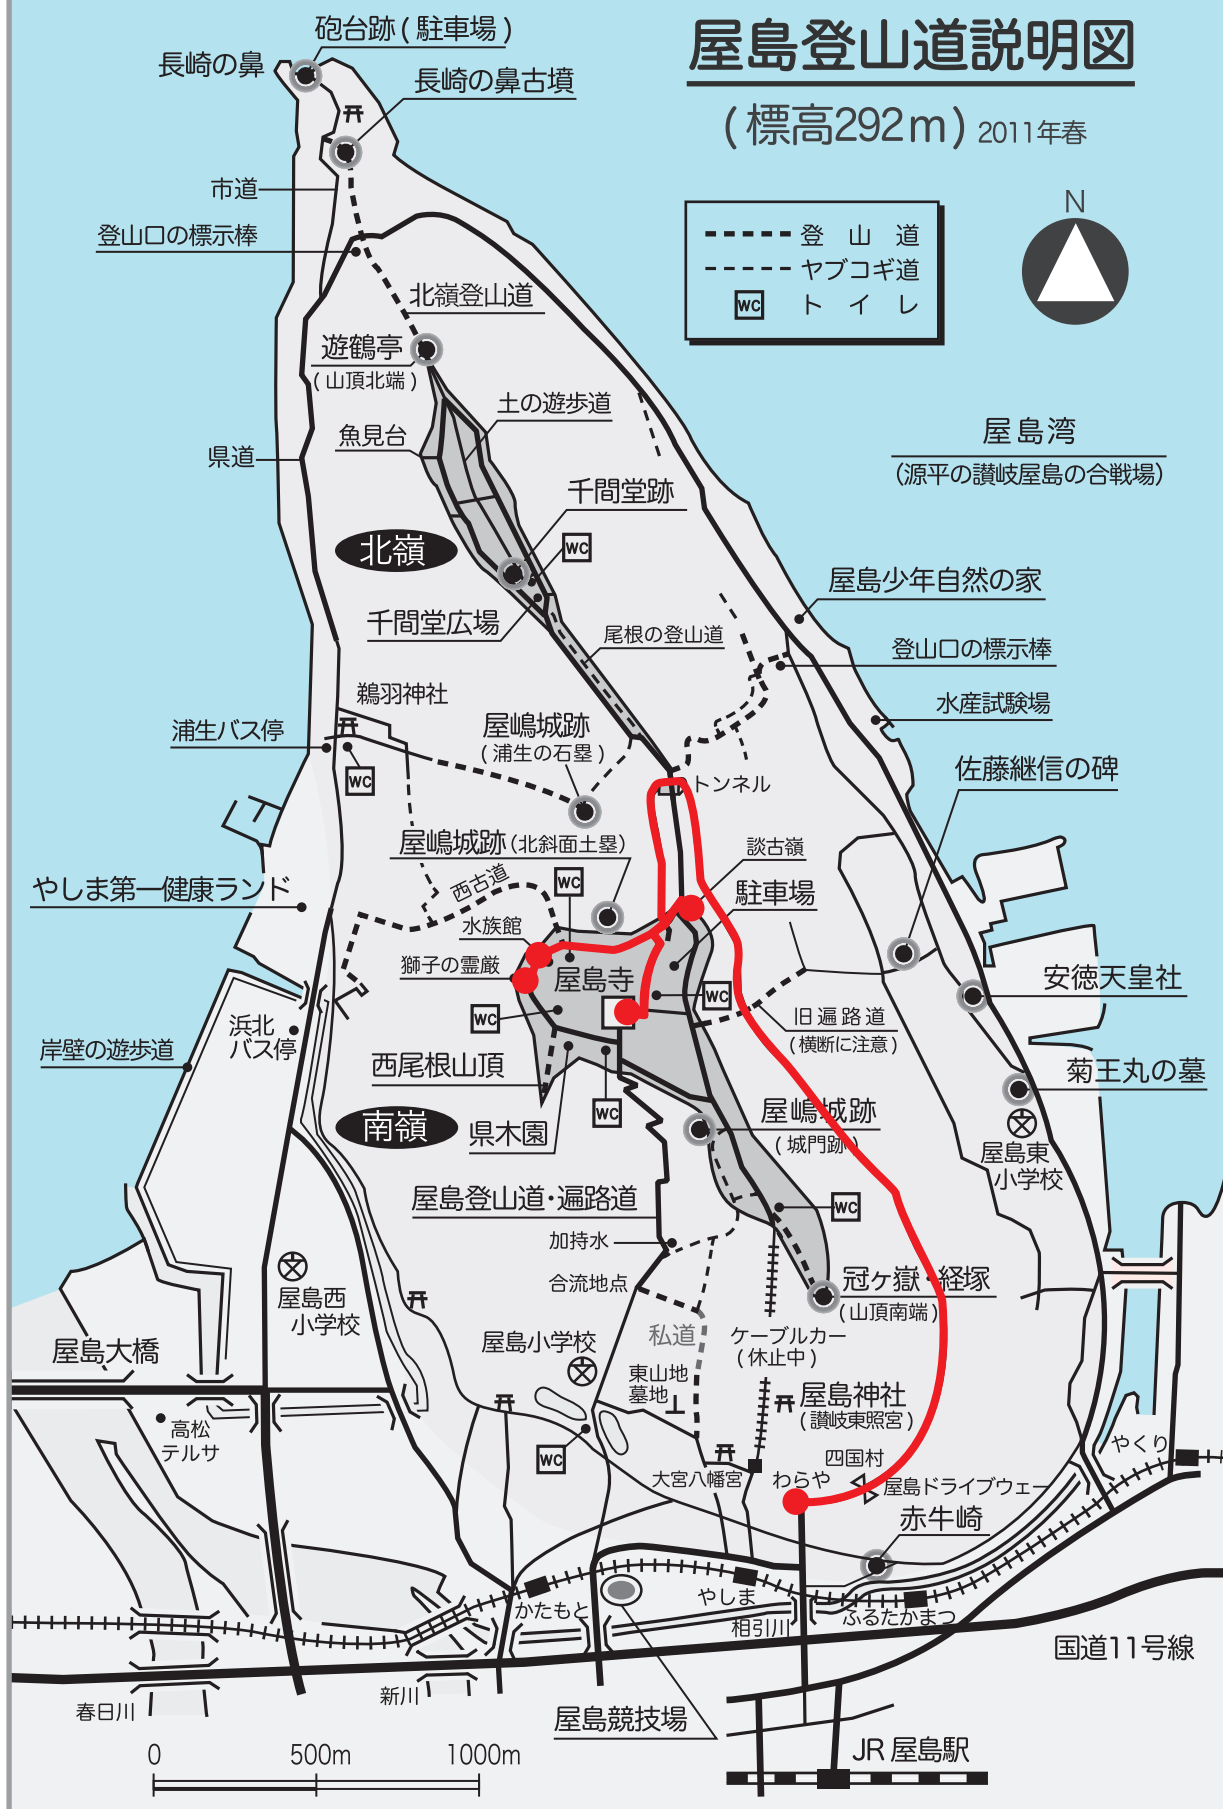 屋島登山道説明図
(標高292m) 2011年春
砲台跡(駐車場)
長崎の鼻
長崎の鼻古墳
市道
登山口の標示棒
登山道
ヤブコギ道
WC トイレ
N
北嶺登山道
遊鶴亭
(山頂北端)
土の遊歩道
魚見台
県道
屋島湾
(源平の讃岐屋島の合戦場)
千間堂跡
WC
北嶺
屋島少年自然の家
千間堂広場
尾根の登山道
登山口の標示棒
鵜羽神社
水産試験場
浦生バス停
屋嶋城跡
(浦生の石塁)
WC
トンネル
佐藤継信の碑
屋嶋城跡(北斜面土塁)
談古嶺
西古道
WC
駐車場
やしま第一健康ランド
水族館
獅子の霊巌
屋島寺
安徳天皇社
WC
WC
旧遍路道
(横断に注意)
浜北
バス停
岸壁の遊歩道
西尾根山頂
菊王丸の墓
南嶺
県木園
WC
屋嶋城跡
(城門跡)
屋島東
小学校
屋島登山道・遍路道
WC
加持水
合流地点
冠ヶ嶽・経塚
(山頂南端)
屋島西
小学校
屋島小学校
私道
ケーブルカー
(休止中)
屋島大橋
東山地
墓地
屋島神社
(讃岐東照宮)
高松
テルサ
WC
やくり
四国村
大宮八幡宮
わらや
屋島ドライブウェー
赤牛崎
かたもと
やしま
相引川
ふるたかまつ
国道11号線
春日川
新川
屋島競技場
JR 屋島駅
0 500m 1000m